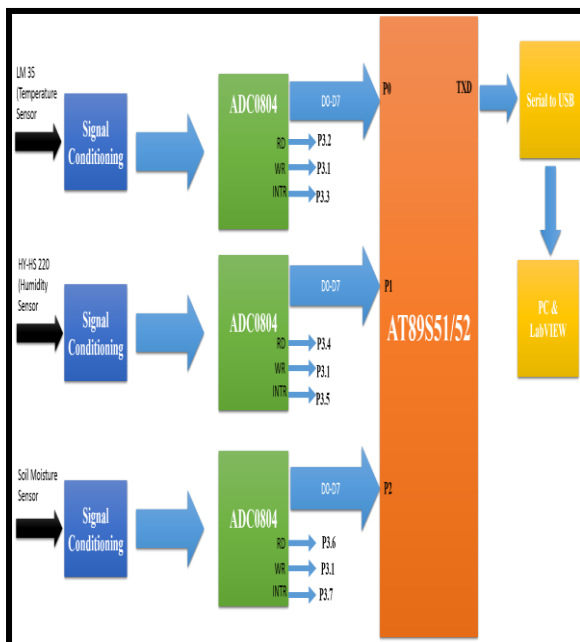 LM 35
(Temperature
Sensor
Signal
Conditioning
ADC0804
RD
P3.2
WR
P3.1
INTR
P3.3
D0-D7
P0
TXD
Serial to USB
HY-HS 220
(Humidity
Sensor
Signal
Conditioning
ADC0804
RD
P3.4
WR
P3.1
INTR
P3.5
D0-D7
P1
AT89S51/52
PC &
LabVIEW
Soil Moisture
Sensor
Signal
Conditioning
ADC0804
RD
P3.6
WR
P3.1
INTR
P3.7
D0-D7
P2